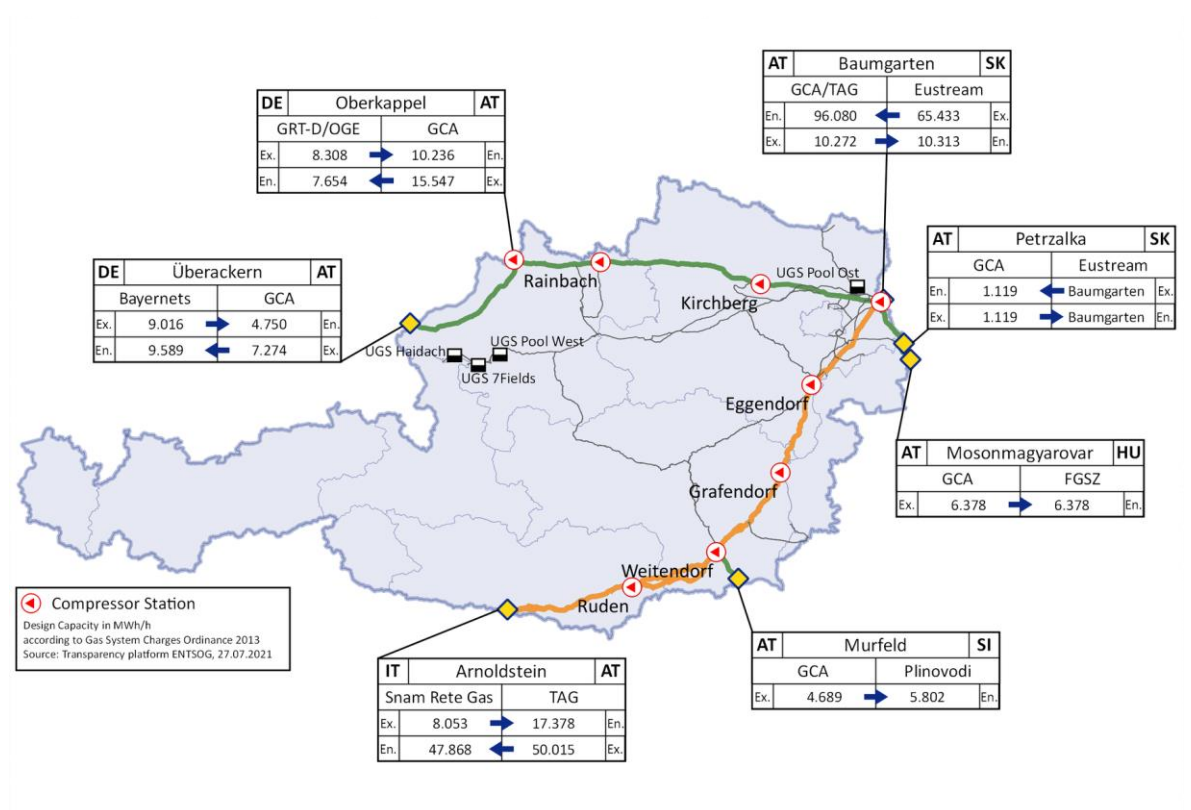 AT Baumgarten SK
GCA/TAG Eustream
En. 96.080 65.433 Ex.
Ex. 10.272 10.313 En.
DE Oberkappel AT
GRT-D/OGE GCA
Ex. 8.308 10.236 En.
En. 7.654 15.547 Ex.
AT Petrzalka SK
GCA Eustream
En. 1.119 Baumgarten Ex.
Ex. 1.119 Baumgarten En.
DE Überackern AT
Bayernets GCA
Ex. 9.016 4.750 En.
En. 9.589 7.274 Ex.
Rainbach
UGS Pool Ost
Kirchberg
UGS Haidach
UGS Pool West
UGS 7Fields
Eggendorf
AT Mosonmagyarovar HU
GCA FGSZ
Ex. 6.378 6.378 En.
Grafendorf
Weitendorf
Ruden
Compressor Station
Design Capacity in MWh/h
according to Gas System Charges Ordinance 2013
Source: Transparency platform ENTSOG, 27.07.2021
AT Murfeld SI
GCA Plinovodi
Ex. 4.689 5.802 En.
IT Arnoldstein AT
Snam Rete Gas TAG
Ex. 8.053 17.378 En.
En. 47.868 50.015 Ex.